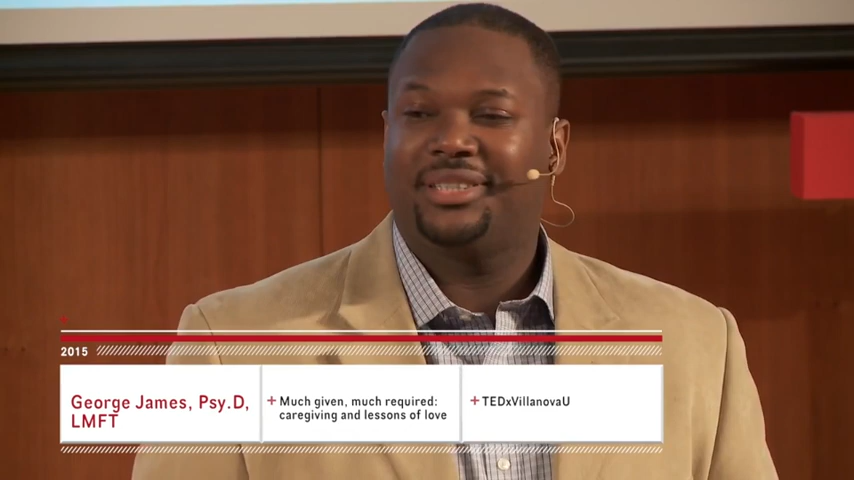 2015
George James, Psy.D,
LMFT
+ Much given, much required:
caregiving and lessons of love
+ TEDxVillanovaU